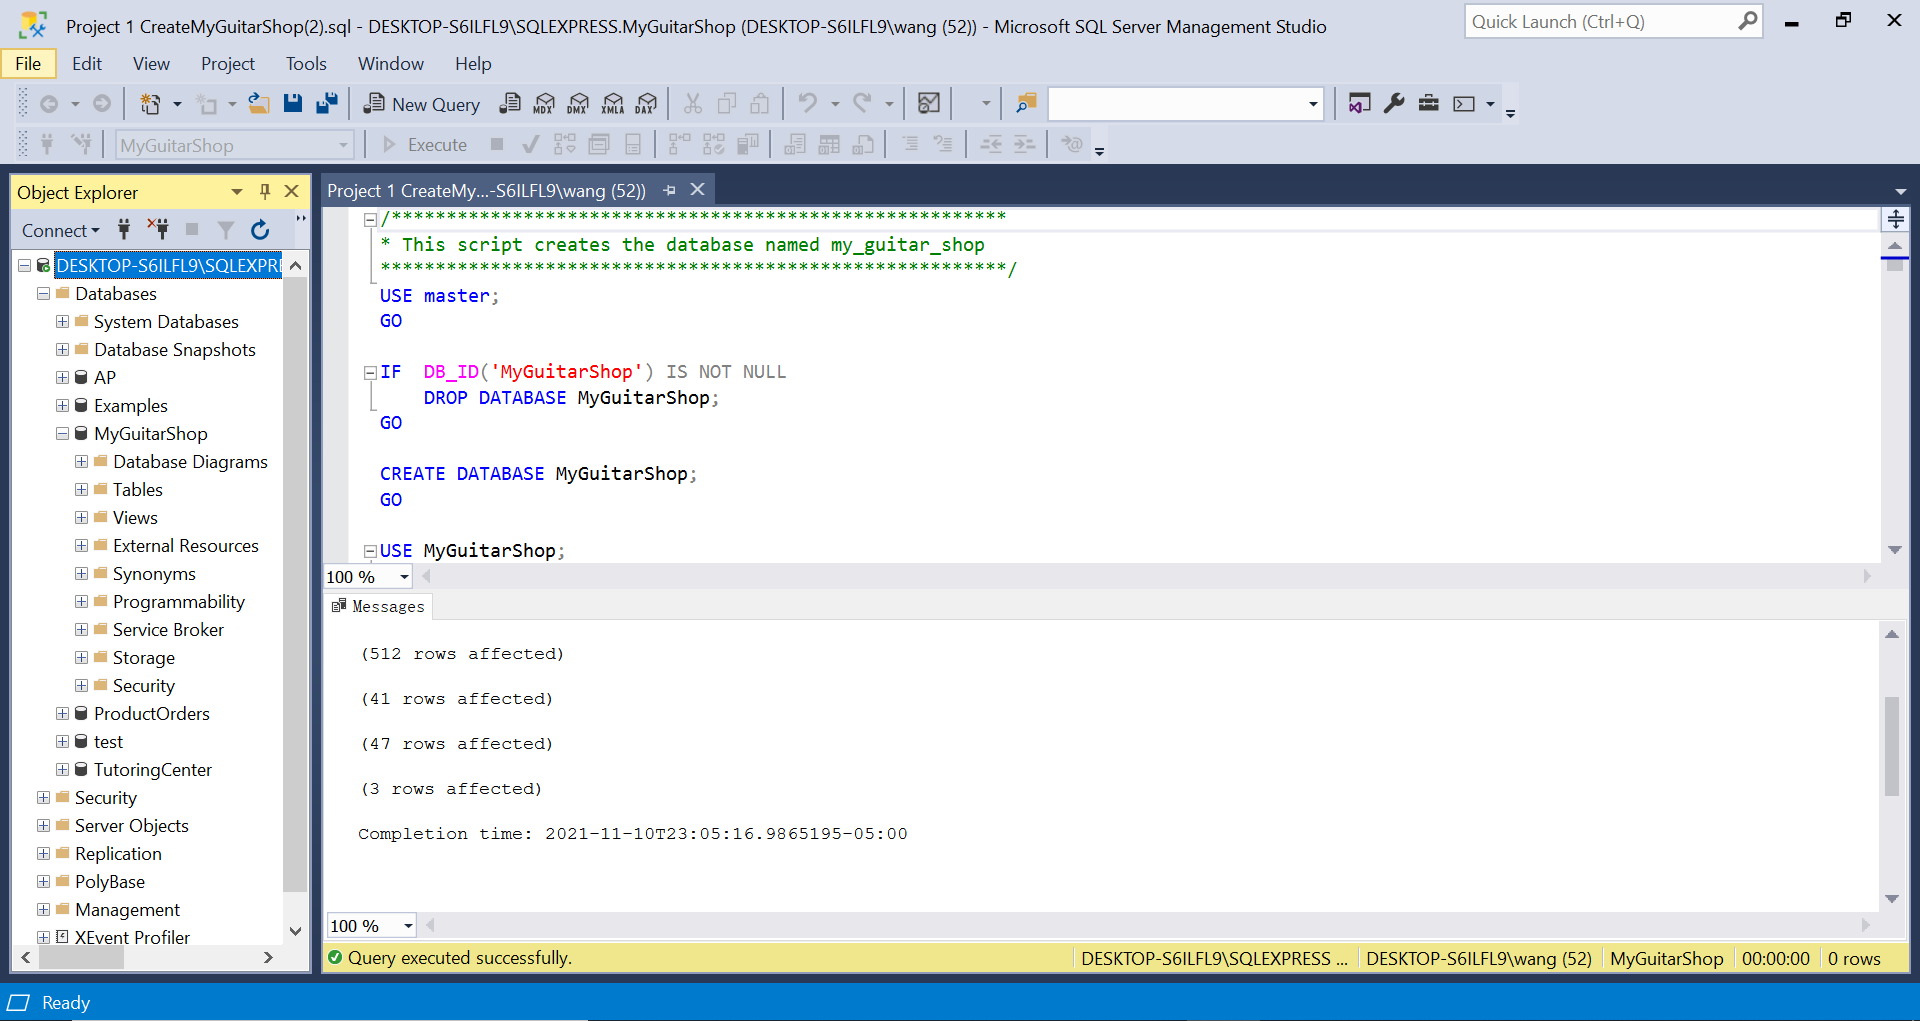 Project 1 CreateMyGuitarShop(2).sql - DESKTOP-S6ILFL9\SQLEXPRESS.MyGuitarShop (DESKTOP-S6ILFL9\wang (52)) - Microsoft SQL Server Management Studio
Quick Launch (Ctrl+Q)
File Edit View Project Tools Window Help
New Query MDX DMX XMLA DAX
MyGuitarShop Execute
Object Explorer
Connect
DESKTOP-S6ILFL9\SQLEXPRE
Databases
System Databases
Database Snapshots
AP
Examples
MyGuitarShop
Database Diagrams
Tables
Views
External Resources
Synonyms
Programmability
Service Broker
Storage
Security
ProductOrders
test
TutoringCenter
Security
Server Objects
Replication
PolyBase
Management
XEvent Profiler
Project 1 CreateMy...-S6ILFL9\wang (52))
/********************************************************
* This script creates the database named my_guitar_shop
*********************************************************/
USE master;
GO
IF DB_ID('MyGuitarShop') IS NOT NULL
DROP DATABASE MyGuitarShop;
GO
CREATE DATABASE MyGuitarShop;
GO
USE MyGuitarShop;
100 %
Messages
(512 rows affected)
(41 rows affected)
(47 rows affected)
(3 rows affected)
Completion time: 2021-11-10T23:05:16.9865195-05:00
100 %
Query executed successfully.
DESKTOP-S6ILFL9\SQLEXPRESS ... DESKTOP-S6ILFL9\wang (52) MyGuitarShop 00:00:00 0 rows
Ready